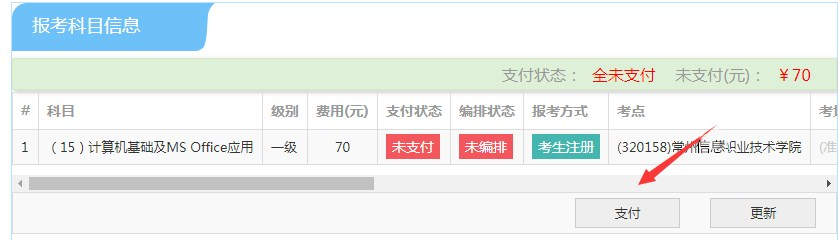 报考科目信息
支付状态： 全未支付 未支付(元)： ￥70
# 科目 级别 费用(元) 支付状态 编排状态 报考方式 考点
1 （15）计算机基础及MS Office应用 一级 70 未支付 未编排 考生注册 (320158)常州信息职业技术学院 (准
支付 更新